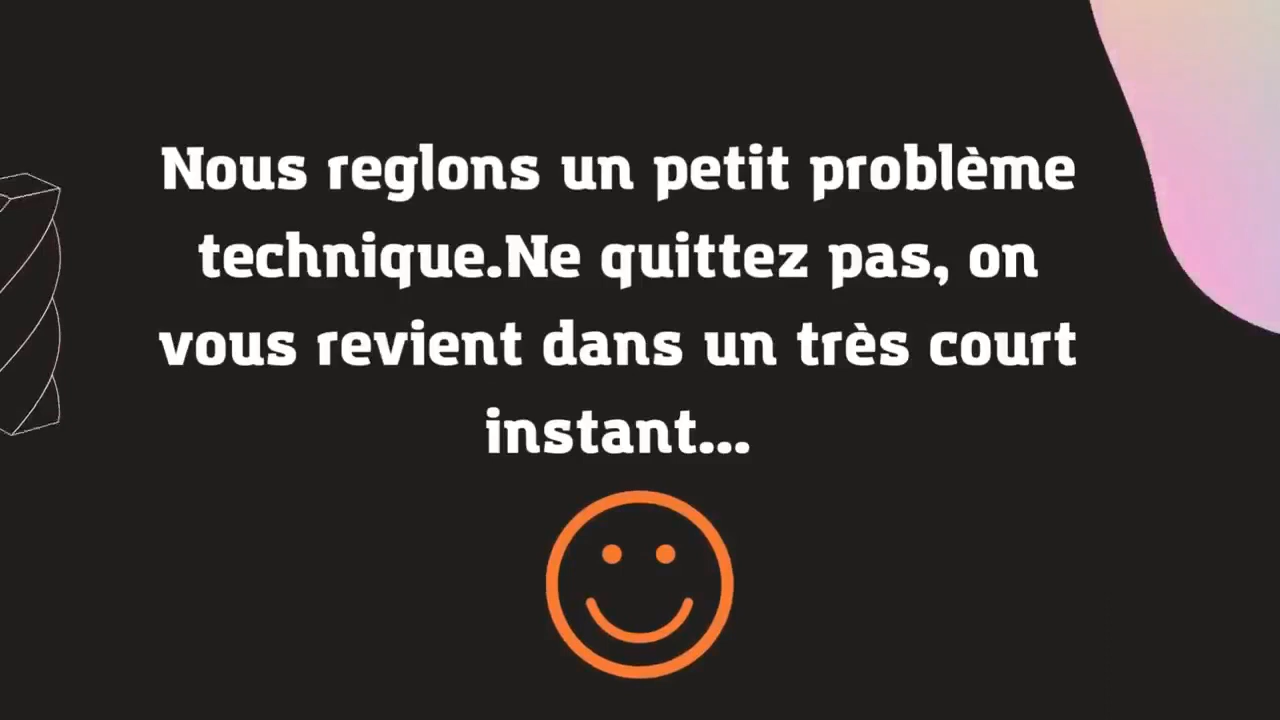 Nous reglons un petit problème
technique.Ne quittez pas, on
vous revient dans un très court
instant...